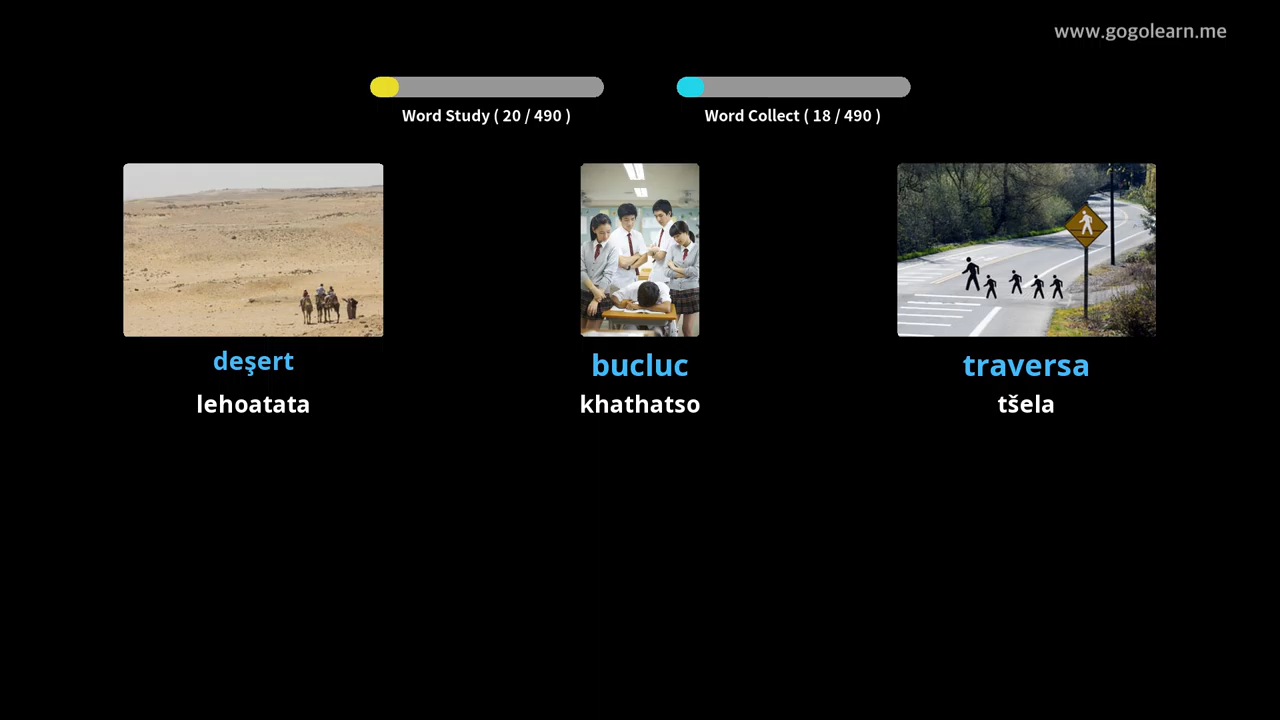 www.gogolearn.me
Word Study ( 20 / 490 )
Word Collect ( 18 / 490 )
deşert
bucluc
traversa
lehoatata
khathatso
tšela